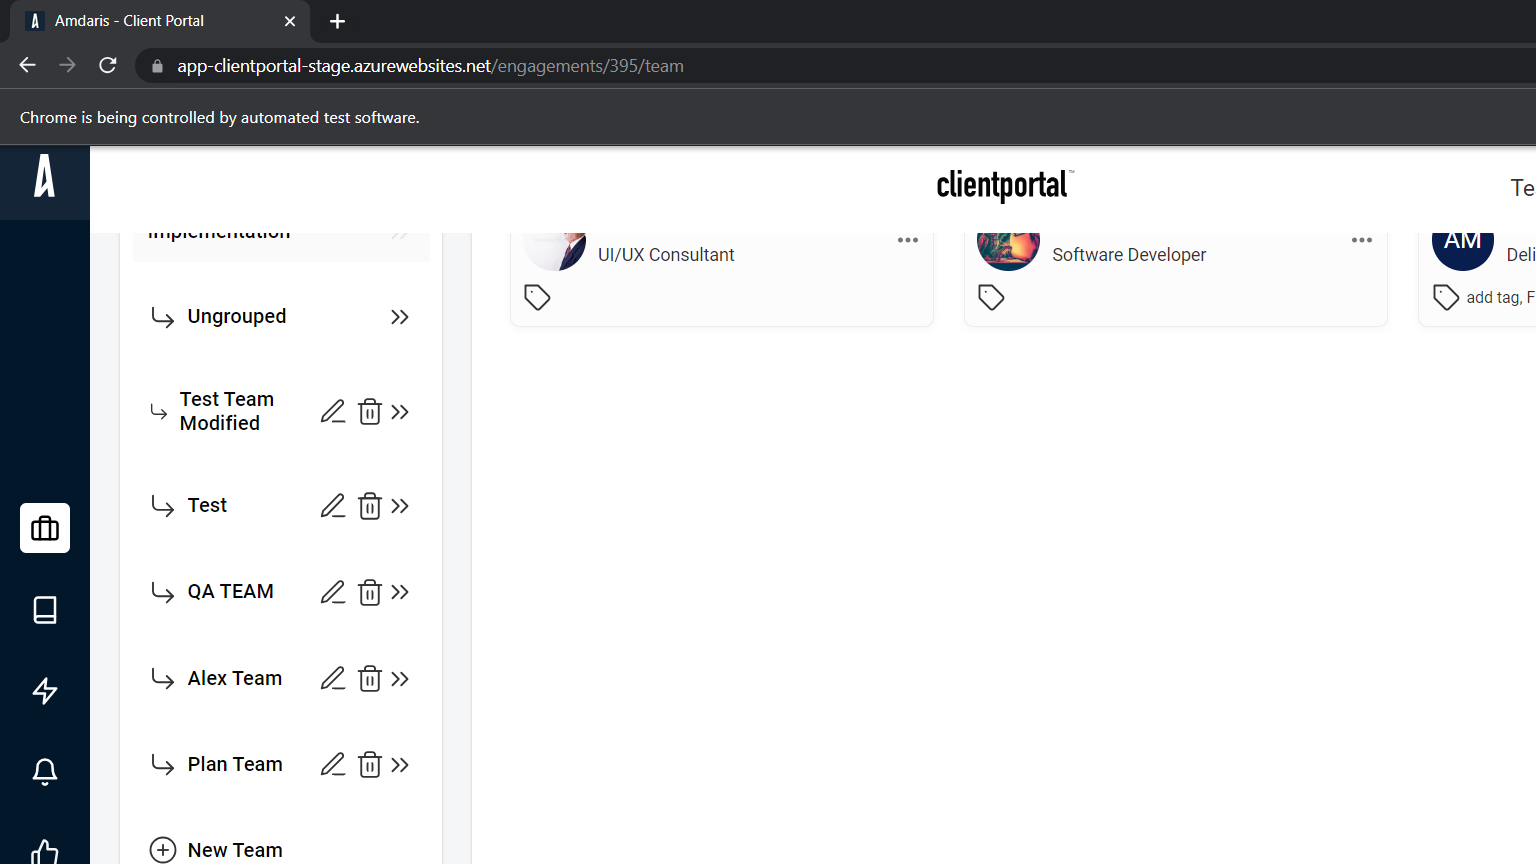 Amdaris - Client Portal
app-clientportal-stage.azurewebsites.net/engagements/395/team
Chrome is being controlled by automated test software.
clientportal™
Te
Implementation
UI/UX Consultant
Software Developer
AM
Deli
add tag, F
Ungrouped
Test Team
Modified
Test
QA TEAM
Alex Team
Plan Team
New Team